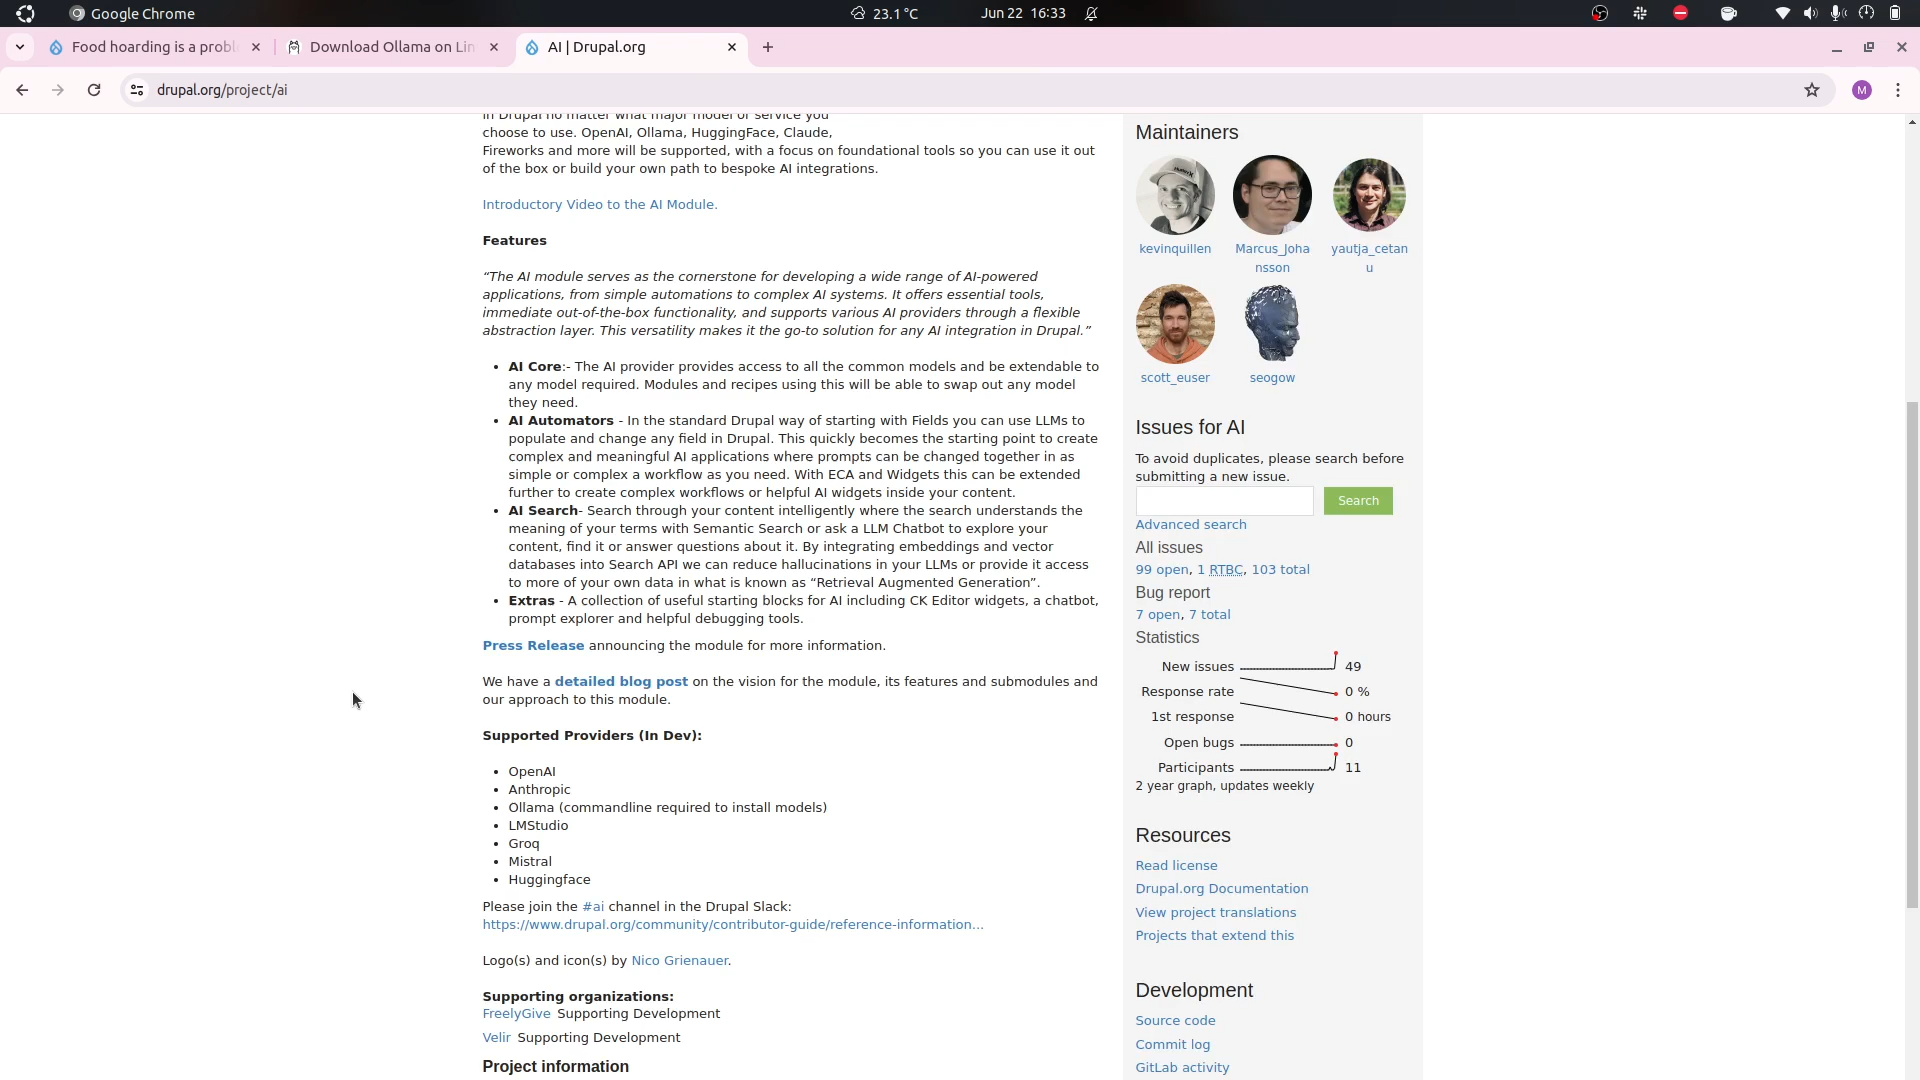 Google Chrome
23.1°C
Jun 22 16:33
Food hoarding is a probl
Download Ollama on Lin
AI | Drupal.org
drupal.org/project/ai
M
in Drupal no matter what major model or service you
choose to use. OpenAI, Ollama, HuggingFace, Claude,
Fireworks and more will be supported, with a focus on foundational tools so you can use it out
of the box or build your own path to bespoke AI integrations.
Introductory Video to the AI Module.
Features
“The AI module serves as the cornerstone for developing a wide range of AI-powered
applications, from simple automations to complex AI systems. It offers essential tools,
immediate out-of-the-box functionality, and supports various AI providers through a flexible
abstraction layer. This versatility makes it the go-to solution for any AI integration in Drupal.”
• AI Core:- The AI provider provides access to all the common models and be extendable to
any model required. Modules and recipes using this will be able to swap out any model
they need.
• AI Automators - In the standard Drupal way of starting with Fields you can use LLMs to
populate and change any field in Drupal. This quickly becomes the starting point to create
complex and meaningful AI applications where prompts can be changed together in as
simple or complex a workflow as you need. With ECA and Widgets this can be extended
further to create complex workflows or helpful AI widgets inside your content.
• AI Search- Search through your content intelligently where the search understands the
meaning of your terms with Semantic Search or ask a LLM Chatbot to explore your
content, find it or answer questions about it. By integrating embeddings and vector
databases into Search API we can reduce hallucinations in your LLMs or provide it access
to more of your own data in what is known as “Retrieval Augmented Generation”.
• Extras - A collection of useful starting blocks for AI including CK Editor widgets, a chatbot,
prompt explorer and helpful debugging tools.
Press Release announcing the module for more information.
We have a detailed blog post on the vision for the module, its features and submodules and
our approach to this module.
Supported Providers (In Dev):
• OpenAI
• Anthropic
• Ollama (commandline required to install models)
• LMStudio
• Groq
• Mistral
• Huggingface
Please join the #ai channel in the Drupal Slack:
https://www.drupal.org/community/contributor-guide/reference-information...
Logo(s) and icon(s) by Nico Grienauer.
Supporting organizations:
FreelyGive Supporting Development
Velir Supporting Development
Project information
Maintainers
kevinquillen
Marcus_Joha
nsson
yautja_cetan
u
scott_euser
seogow
Issues for AI
To avoid duplicates, please search before
submitting a new issue.
Search
Advanced search
All issues
99 open, 1 RTBC, 103 total
Bug report
7 open, 7 total
Statistics
New issues 49
Response rate 0 %
1st response 0 hours
Open bugs 0
Participants 11
2 year graph, updates weekly
Resources
Read license
Drupal.org Documentation
View project translations
Projects that extend this
Development
Source code
Commit log
GitLab activity